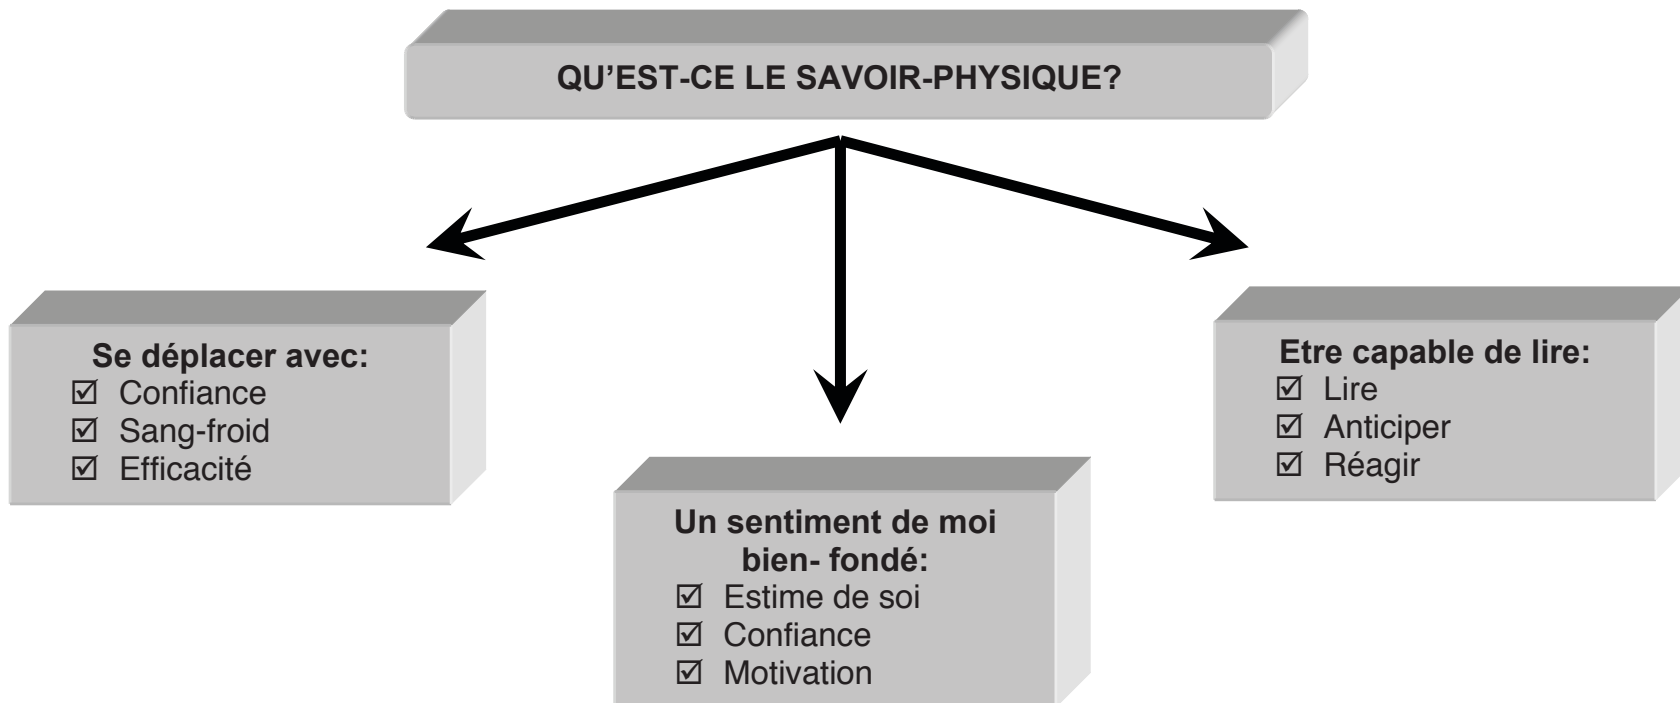 QU’EST-CE LE SAVOIR-PHYSIQUE?
Se déplacer avec:
☑ Confiance
☑ Sang-froid
☑ Efficacité
Un sentiment de moi
bien- fondé:
☑ Estime de soi
☑ Confiance
☑ Motivation
Etre capable de lire:
☑ Lire
☑ Anticiper
☑ Réagir